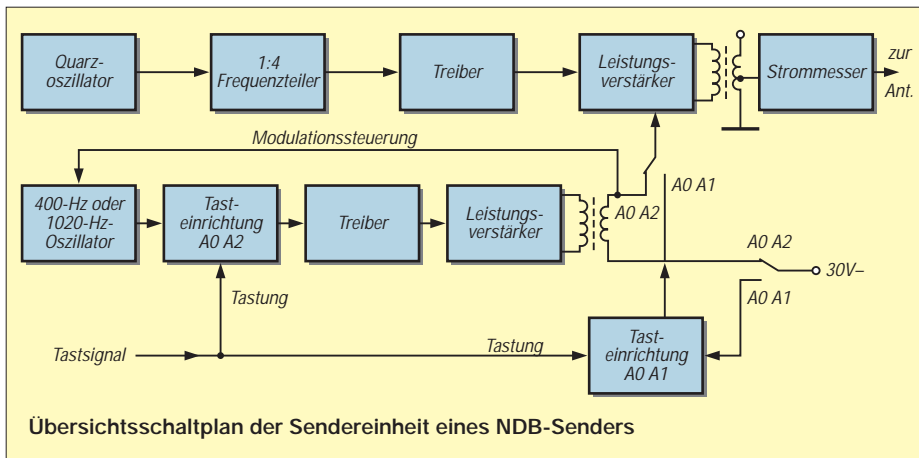 Quarz-
oszillator
1:4
Frequenzteiler
Treiber
Leistungs-
verstärker
Strommesser
zur
Ant.
Modulationssteuerung
400-Hz oder
1020-Hz-
Oszillator
Tast-
einrichtung
A0 A2
Treiber
Leistungs-
verstärker
A0 A2
A0 A1
A0 A2
30V–
A0 A1
Tastung
Tastsignal
Tastung
Tast-
einrichtung
A0 A1
Übersichtsschaltplan der Sendereinheit eines NDB-Senders